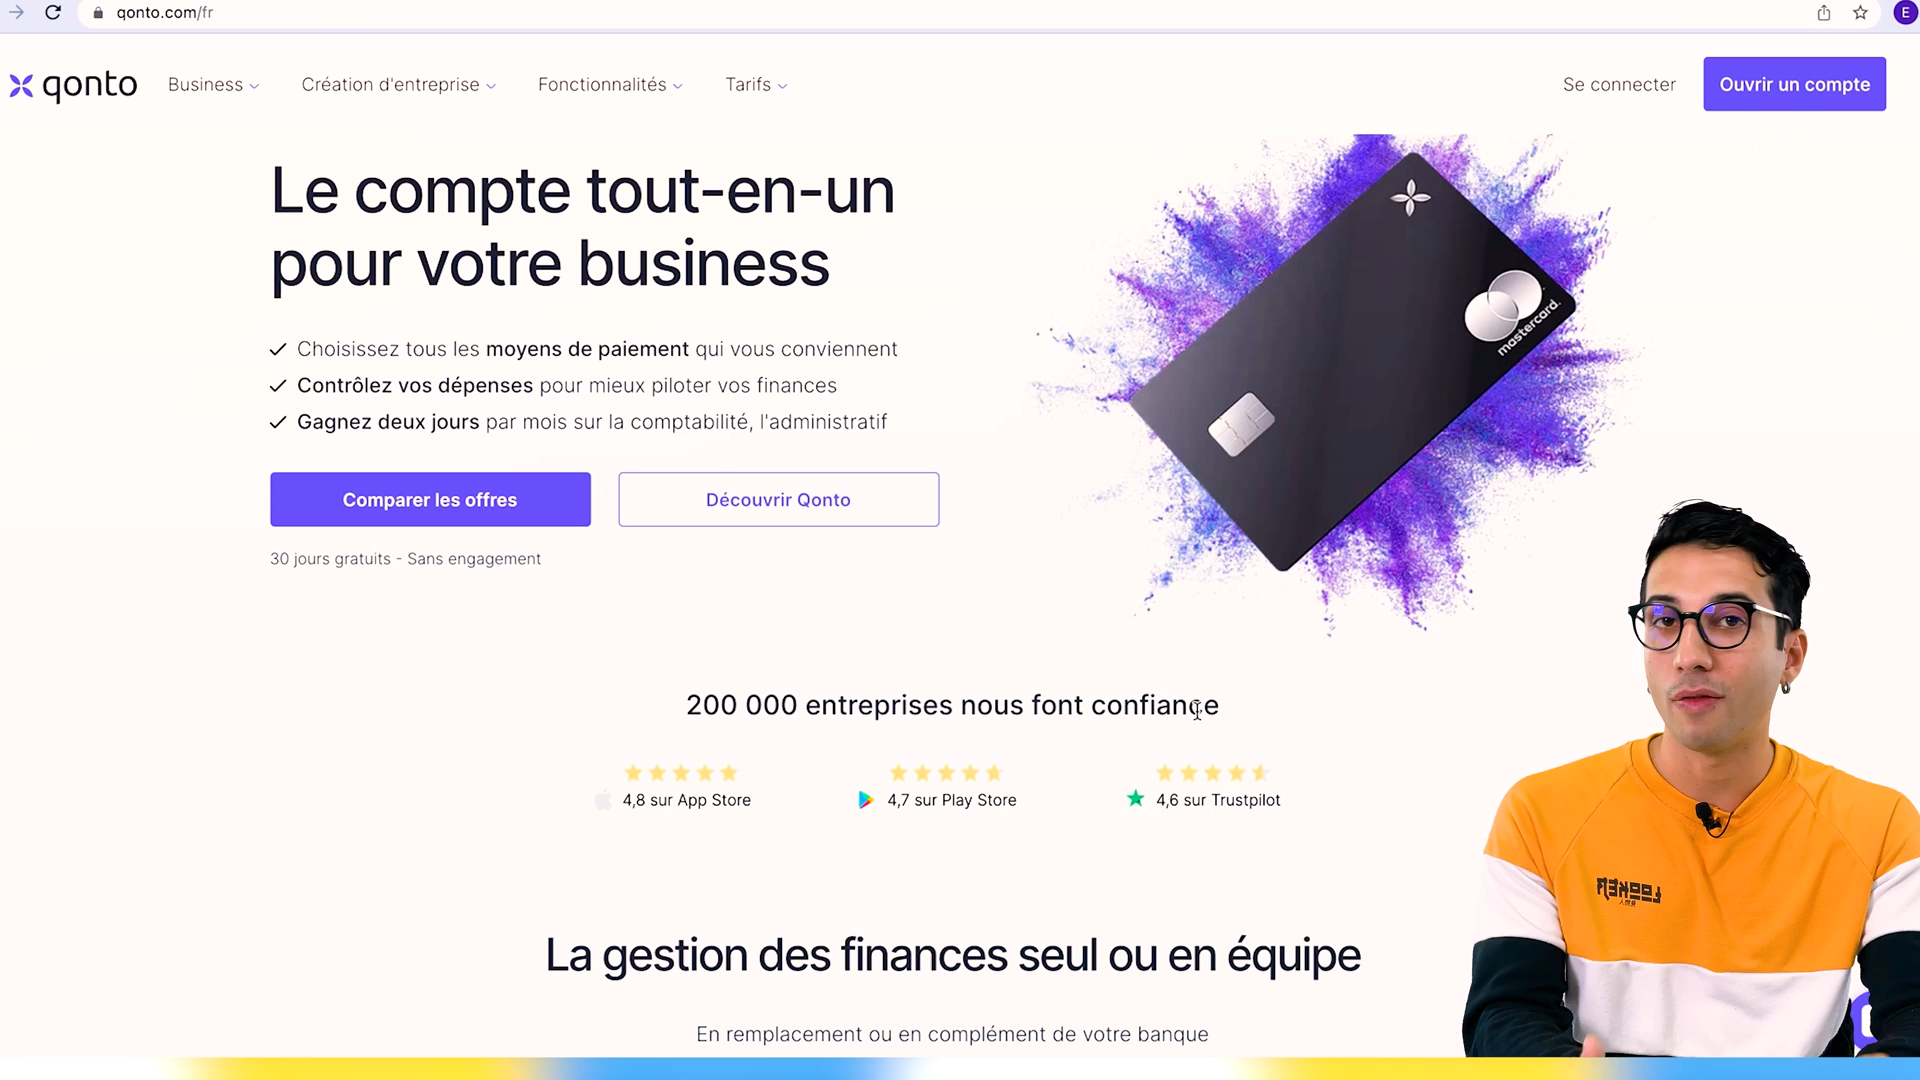 qonto.com/fr
E
qonto
Business
Création d'entreprise
Fonctionnalités
Tarifs
Se connecter
Ouvrir un compte
Le compte tout-en-un
pour votre business
mastercard.
Choisissez tous les moyens de paiement qui vous conviennent
Contrôlez vos dépenses pour mieux piloter vos finances
Gagnez deux jours par mois sur la comptabilité, l'administratif
Comparer les offres
Découvrir Qonto
30 jours gratuits - Sans engagement
200 000 entreprises nous font confiance
4,8 sur App Store
4,7 sur Play Store
4,6 sur Trustpilot
La gestion des finances seul ou en équipe
En remplacement ou en complément de votre banque